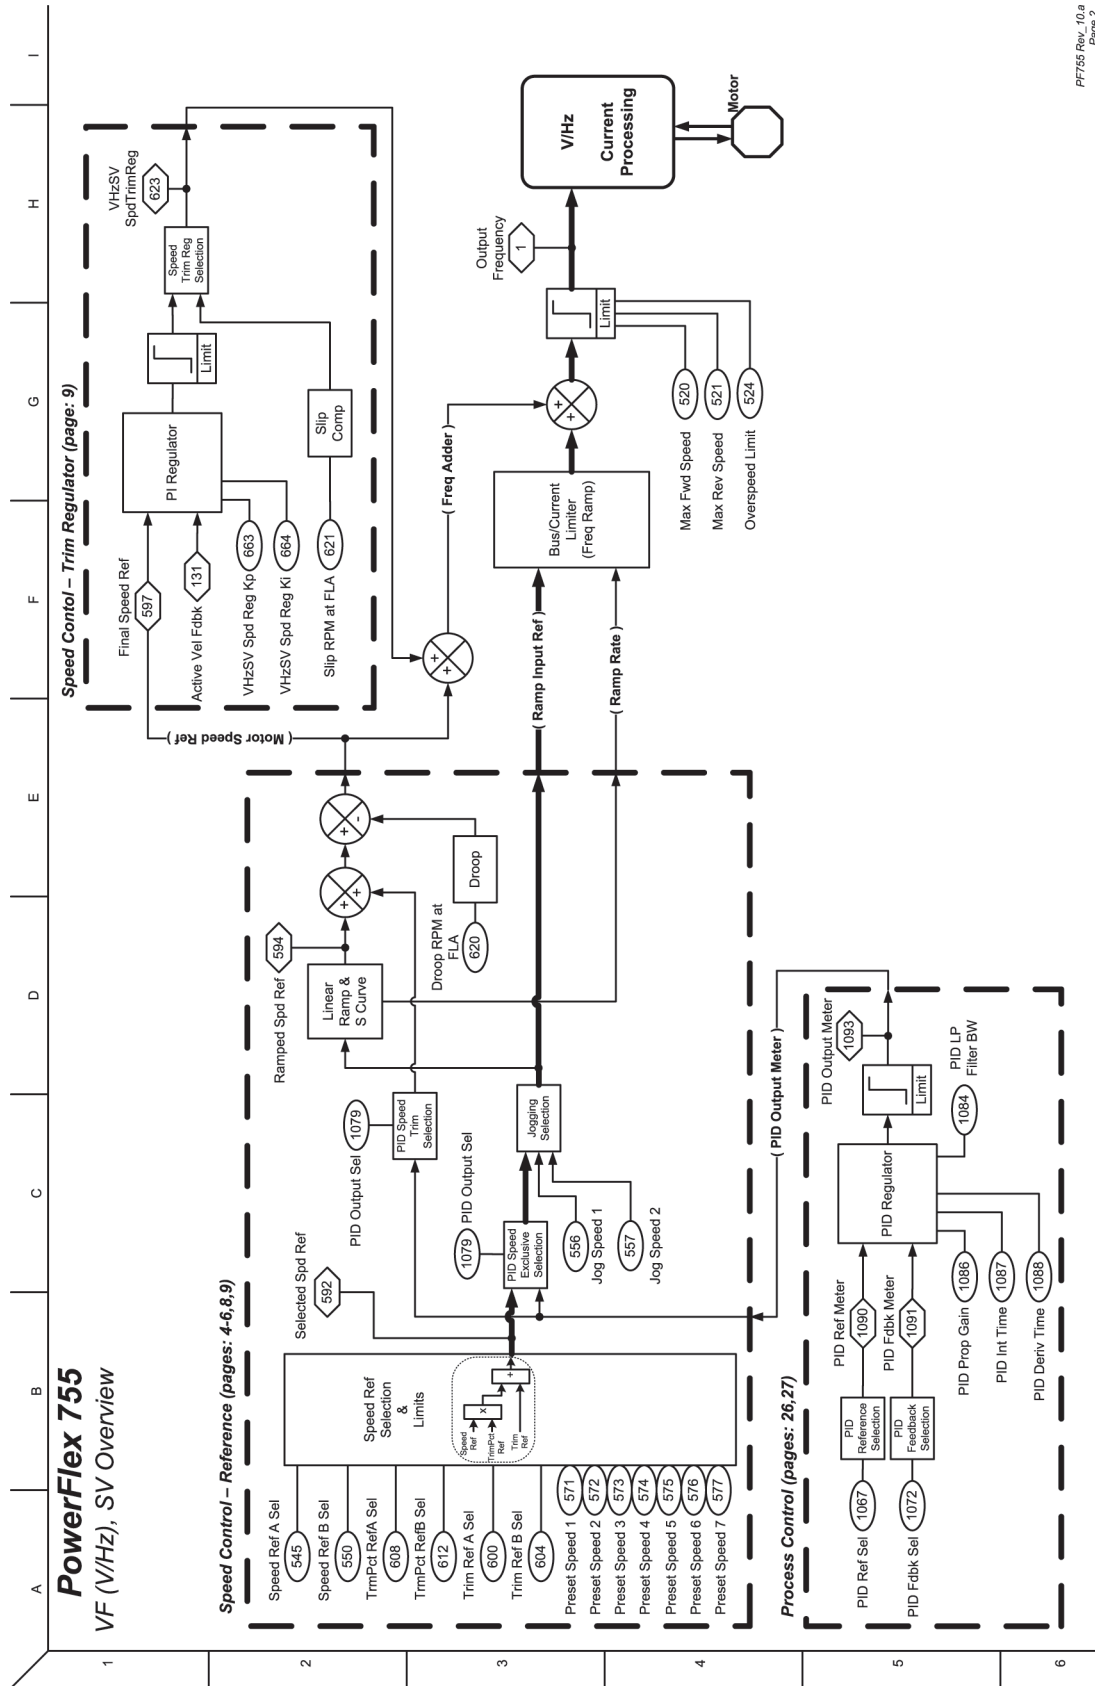 PowerFlex 755
VF (V/Hz), SV Overview
A
B
C
D
E
F
G
H
I
1
2
3
4
5
6
Speed Control – Reference (pages: 4-6,8,9)
Speed Ref A Sel
545
Speed Ref B Sel
550
TrmPct RefA Sel
608
TrmPct RefB Sel
612
Trim Ref A Sel
600
Trim Ref B Sel
604
Preset Speed 1
571
Preset Speed 2
572
Preset Speed 3
573
Preset Speed 4
574
Preset Speed 5
575
Preset Speed 6
576
Preset Speed 7
577
Speed Ref
Selection
&
Limits
Speed
Ref
TrimPct
Ref
Trim
Ref
x
+
Selected Spd Ref
592
PID Output Sel
1079
PID Speed
Trim
Selection
1079
PID Output Sel
PID Speed
Exclusive
Selection
556
Jog Speed 1
557
Jog Speed 2
Jogging
Selection
Ramped Spd Ref
594
Linear
Ramp &
S Curve
+
+
+
-
Droop RPM at
FLA
620
Droop
( Motor Speed Ref )
( Ramp Input Ref )
( Ramp Rate )
( PID Output Meter )
Speed Contol – Trim Regulator (page: 9)
Final Speed Ref
597
Active Vel Fdbk
131
VHzSV Spd Reg Kp
663
VHzSV Spd Reg Ki
664
Slip RPM at FLA
621
PI Regulator
Limit
Slip
Comp
Speed
Trim Reg
Selection
VHzSV
SpdTrimReg
623
+
+
( Freq Adder )
Bus/Current
Limiter
(Freq Ramp)
+
+
Limit
Max Fwd Speed
520
Max Rev Speed
521
Overspeed Limit
524
Output
Frequency
1
V/Hz
Current
Processing
Motor
Process Control (pages: 26,27)
PID Ref Sel
1067
PID Fdbk Sel
1072
PID
Reference
Selection
PID
Feedback
Selection
PID Ref Meter
1090
PID Fdbk Meter
1091
PID Prop Gain
1086
PID Int Time
1087
PID Deriv Time
1088
PID Regulator
PID LP
Filter BW
1084
Limit
PID Output Meter
1093
PF755 Rev_10.a
Page 2